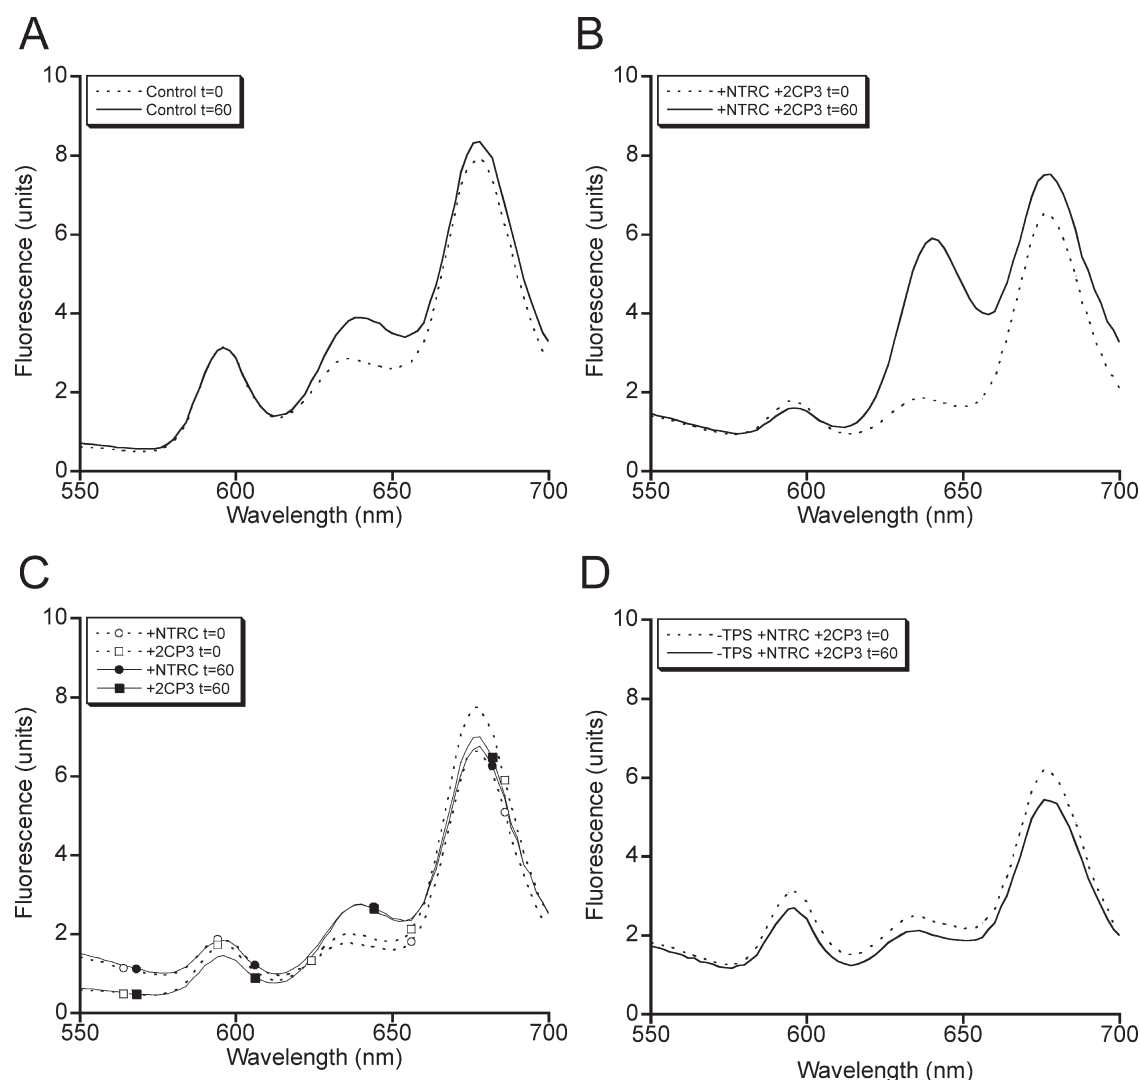 A
10
8
6
4
2
0
Fluorescence (units)
Control t=0
Control t=60
550 600 650 700
Wavelength (nm)
B
10
8
6
4
2
0
Fluorescence (units)
+NTRC +2CP3 t=0
+NTRC +2CP3 t=60
550 600 650 700
Wavelength (nm)
C
10
8
6
4
2
0
Fluorescence (units)
+NTRC t=0
+2CP3 t=0
+NTRC t=60
+2CP3 t=60
550 600 650 700
Wavelength (nm)
D
10
8
6
4
2
0
Fluorescence (units)
-TPS +NTRC +2CP3 t=0
-TPS +NTRC +2CP3 t=60
550 600 650 700
Wavelength (nm)